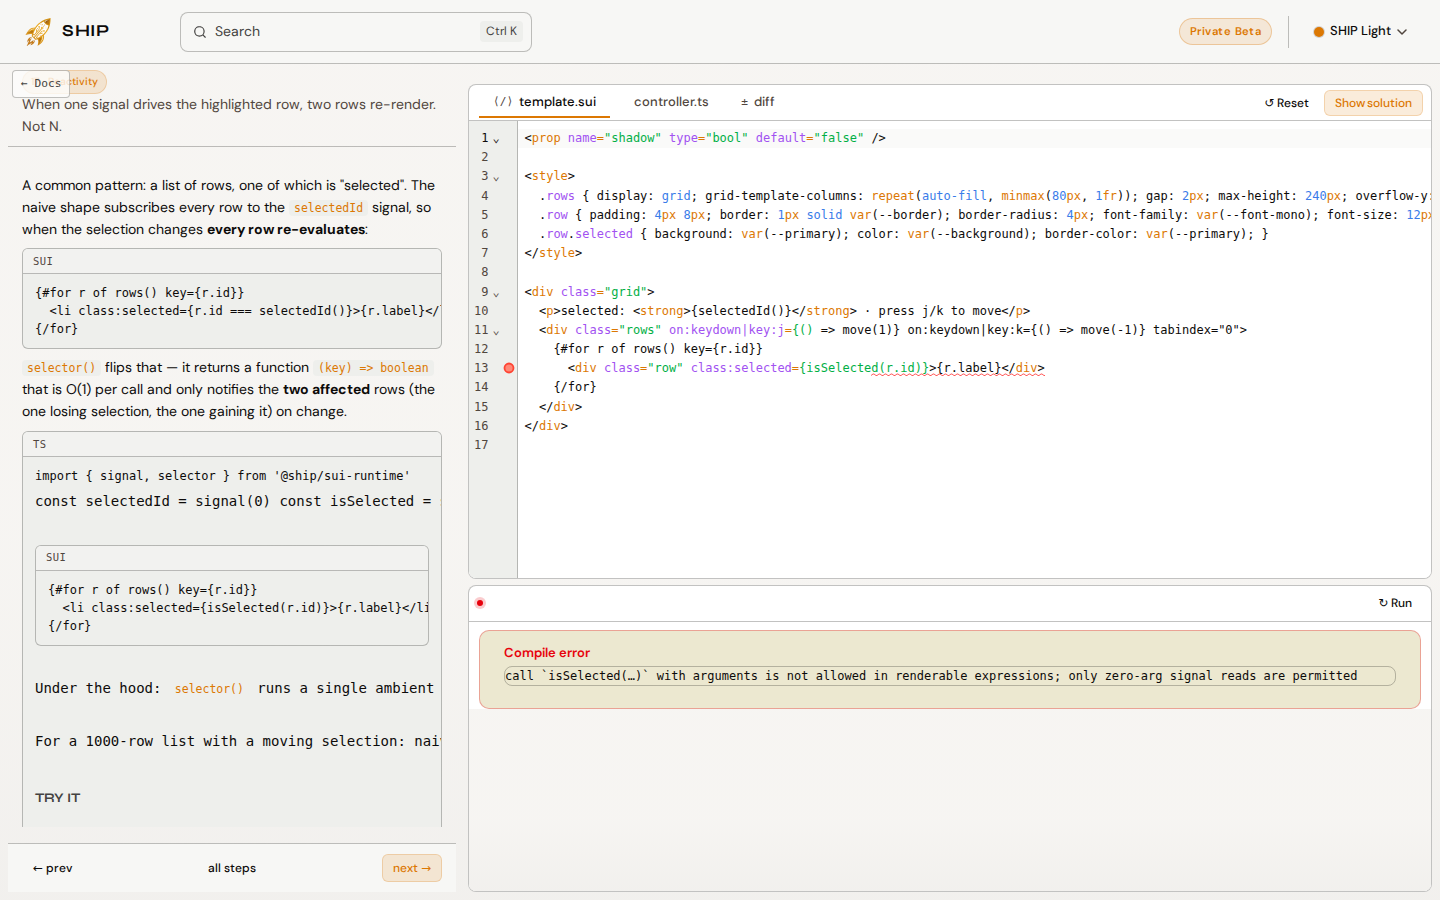 SHIP
Search
Ctrl K
Private Beta
SHIP Light
← Docs
ctivity
When one signal drives the highlighted row, two rows re-render.
Not N.
A common pattern: a list of rows, one of which is "selected". The
naive shape subscribes every row to the selectedId signal, so
when the selection changes every row re-evaluates:
SUI
{#for r of rows() key={r.id}}
<li class:selected={r.id === selectedId()}>{r.label}</
{/for}
selector() flips that — it returns a function (key) => boolean
that is O(1) per call and only notifies the two affected rows (the
one losing selection, the one gaining it) on change.
TS
import { signal, selector } from '@ship/sui-runtime'
const selectedId = signal(0) const isSelected =
SUI
{#for r of rows() key={r.id}}
<li class:selected={isSelected(r.id)}>{r.label}</li
{/for}
Under the hood: selector() runs a single ambient
For a 1000-row list with a moving selection: nai
TRY IT
← prev
all steps
next →
⟨/⟩ template.sui
controller.ts
± diff
↺ Reset
Show solution
1 <prop name="shadow" type="bool" default="false" />
2
3 <style>
4 .rows { display: grid; grid-template-columns: repeat(auto-fill, minmax(80px, 1fr)); gap: 2px; max-height: 240px; overflow-y:
5 .row { padding: 4px 8px; border: 1px solid var(--border); border-radius: 4px; font-family: var(--font-mono); font-size: 12px
6 .row.selected { background: var(--primary); color: var(--background); border-color: var(--primary); }
7 </style>
8
9 <div class="grid">
10 <p>selected: <strong>{selectedId()}</strong> · press j/k to move</p>
11 <div class="rows" on:keydown|key:j={() => move(1)} on:keydown|key:k={() => move(-1)} tabindex="0">
12 {#for r of rows() key={r.id}}
13 <div class="row" class:selected={isSelected(r.id)}>{r.label}</div>
14 {/for}
15 </div>
16 </div>
17
↻ Run
Compile error
call `isSelected(…)` with arguments is not allowed in renderable expressions; only zero-arg signal reads are permitted